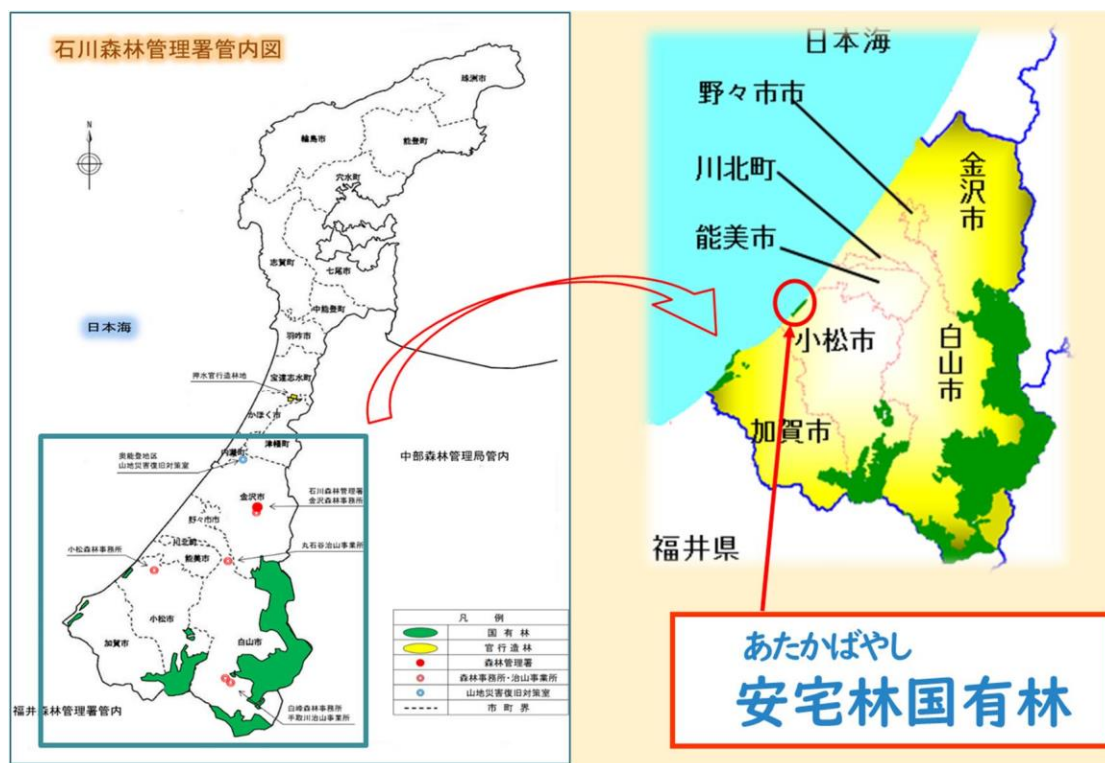 石川森林管理署管内図
N
珠洲市
輪島市
能登町
穴水町
志賀町
七尾市
中能登町
日本海
羽咋市
宝達志水町
押水官行造林地
かほく市
津幡町
内灘町
奥能登地区
山地災害復旧対策室
中部森林管理局管内
金沢市
石川森林管理署
金沢森林事務所
野々市市
川北町
能美市
小松森林事務所
丸石谷治山事業所
小松市
加賀市
白山市
白峰森林事務所
手取川治山事業所
福井森林管理署管内
凡 例
国有林
官行造林
森林管理署
森林事務所・治山事業所
山地災害復旧対策室
市町界
日本海
野々市市
川北町
能美市
金沢市
小松市
白山市
加賀市
福井県
あたかばやし
安宅林国有林